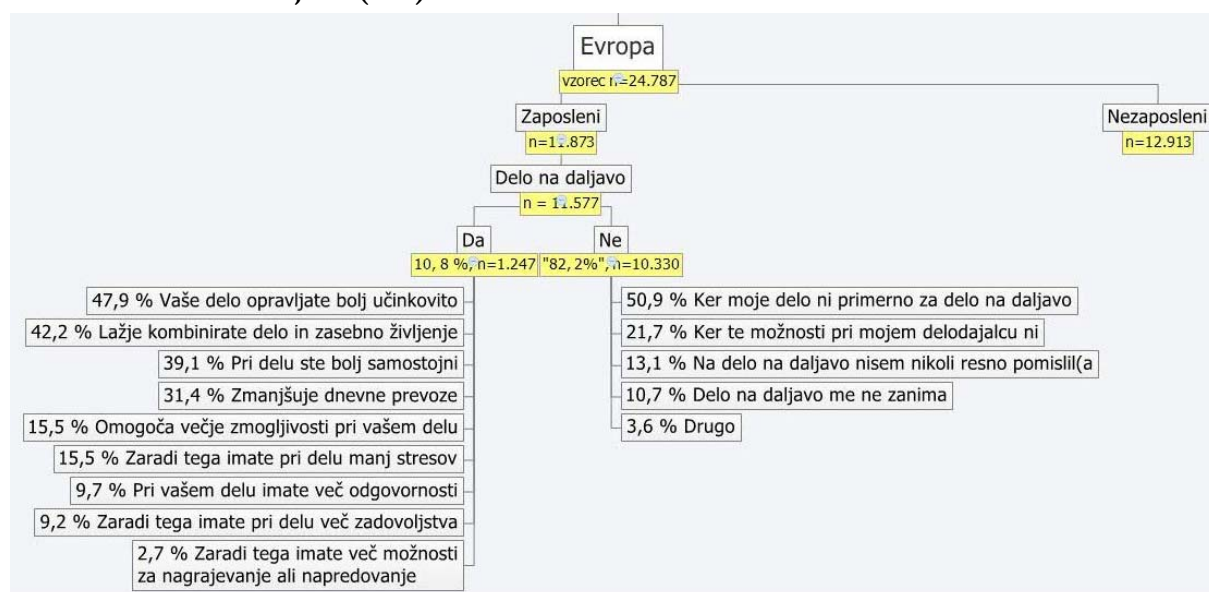 Evropa
vzorec n=24.787
Zaposleni
n=11.873
Nezaposleni
n=12.913
Delo na daljavo
n = 11.577
Da
10, 8 %, n=1.247
Ne
"82, 2%", n=10.330
47,9 % Vaše delo opravljate bolj učinkovito
42,2 % Lažje kombinirate delo in zasebno življenje
39,1 % Pri delu ste bolj samostojni
31,4 % Zmanjšuje dnevne prevoze
15,5 % Omogoča večje zmogljivosti pri vašem delu
15,5 % Zaradi tega imate pri delu manj stresov
9,7 % Pri vašem delu imate več odgovornosti
9,2 % Zaradi tega imate pri delu več zadovoljstva
2,7 % Zaradi tega imate več možnosti
za nagrajevanje ali napredovanje
50,9 % Ker moje delo ni primerno za delo na daljavo
21,7 % Ker te možnosti pri mojem delodajalcu ni
13,1 % Na delo na daljavo nisem nikoli resno pomislil(a
10,7 % Delo na daljavo me ne zanima
3,6 % Drugo